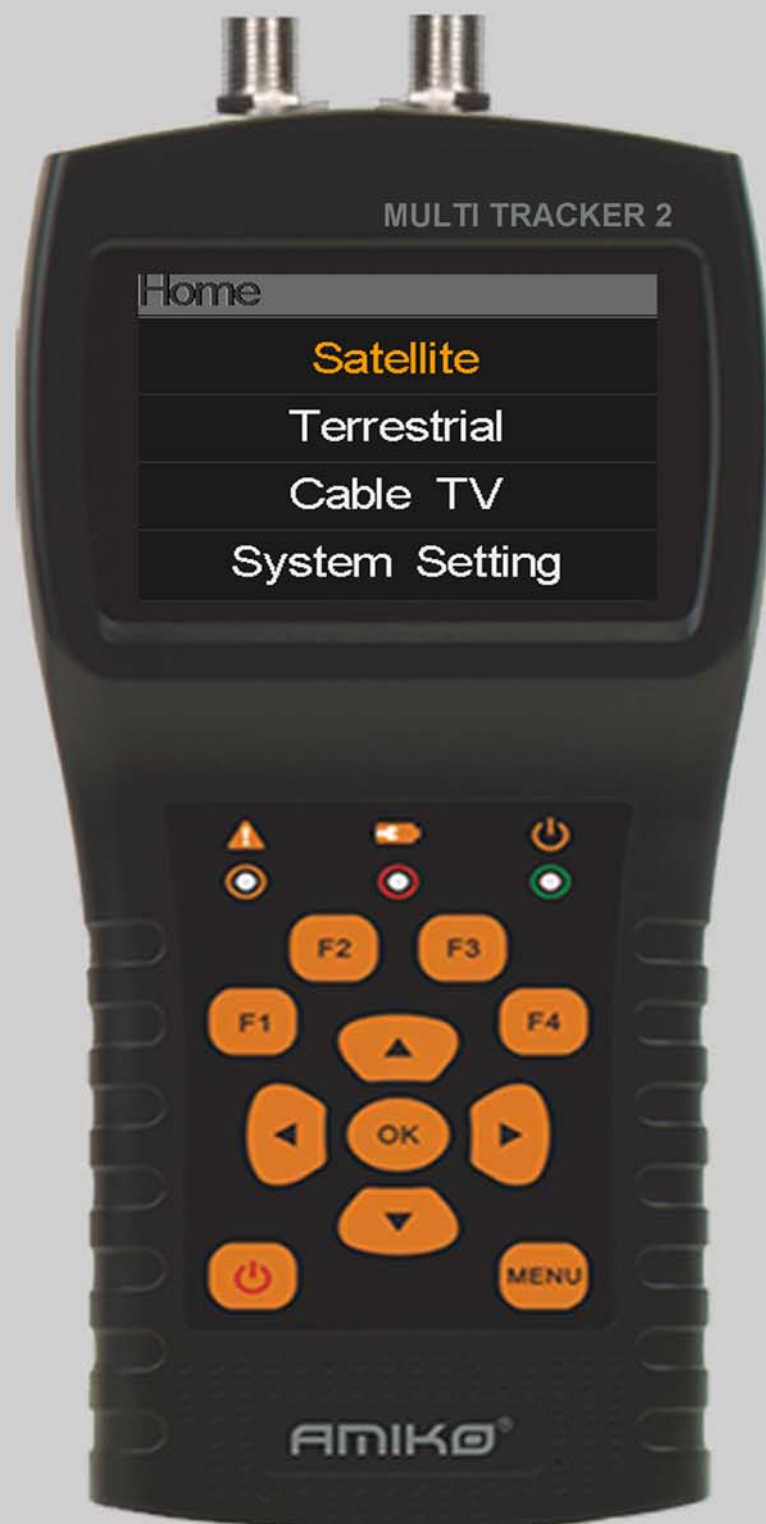 MULTI TRACKER 2
Home
Satellite
Terrestrial
Cable TV
System Setting
F2 F3
F1 F4
OK
MENU
AMIKO®